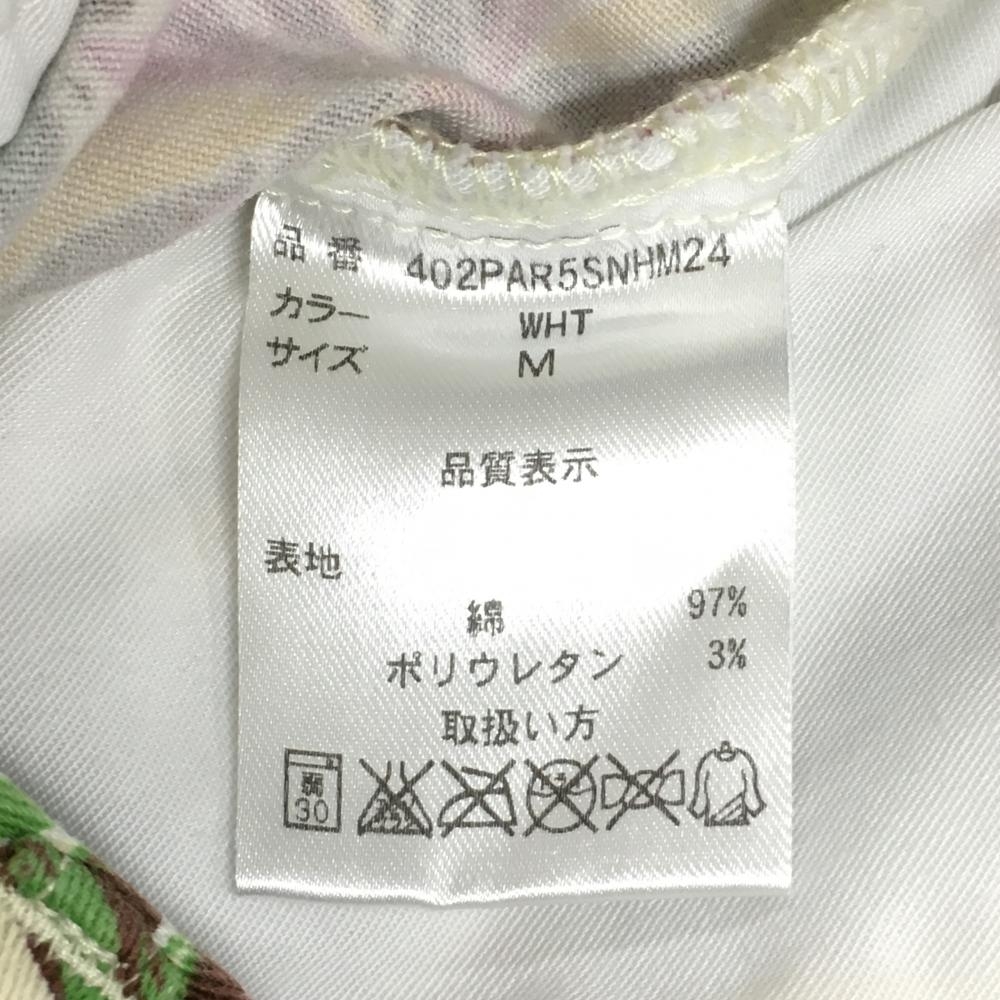 品番 402PAR5SNHM24
カラー WHT
サイズ M
品質表示
表地
綿 97%
ポリウレタン 3%
取扱い方
弱
30